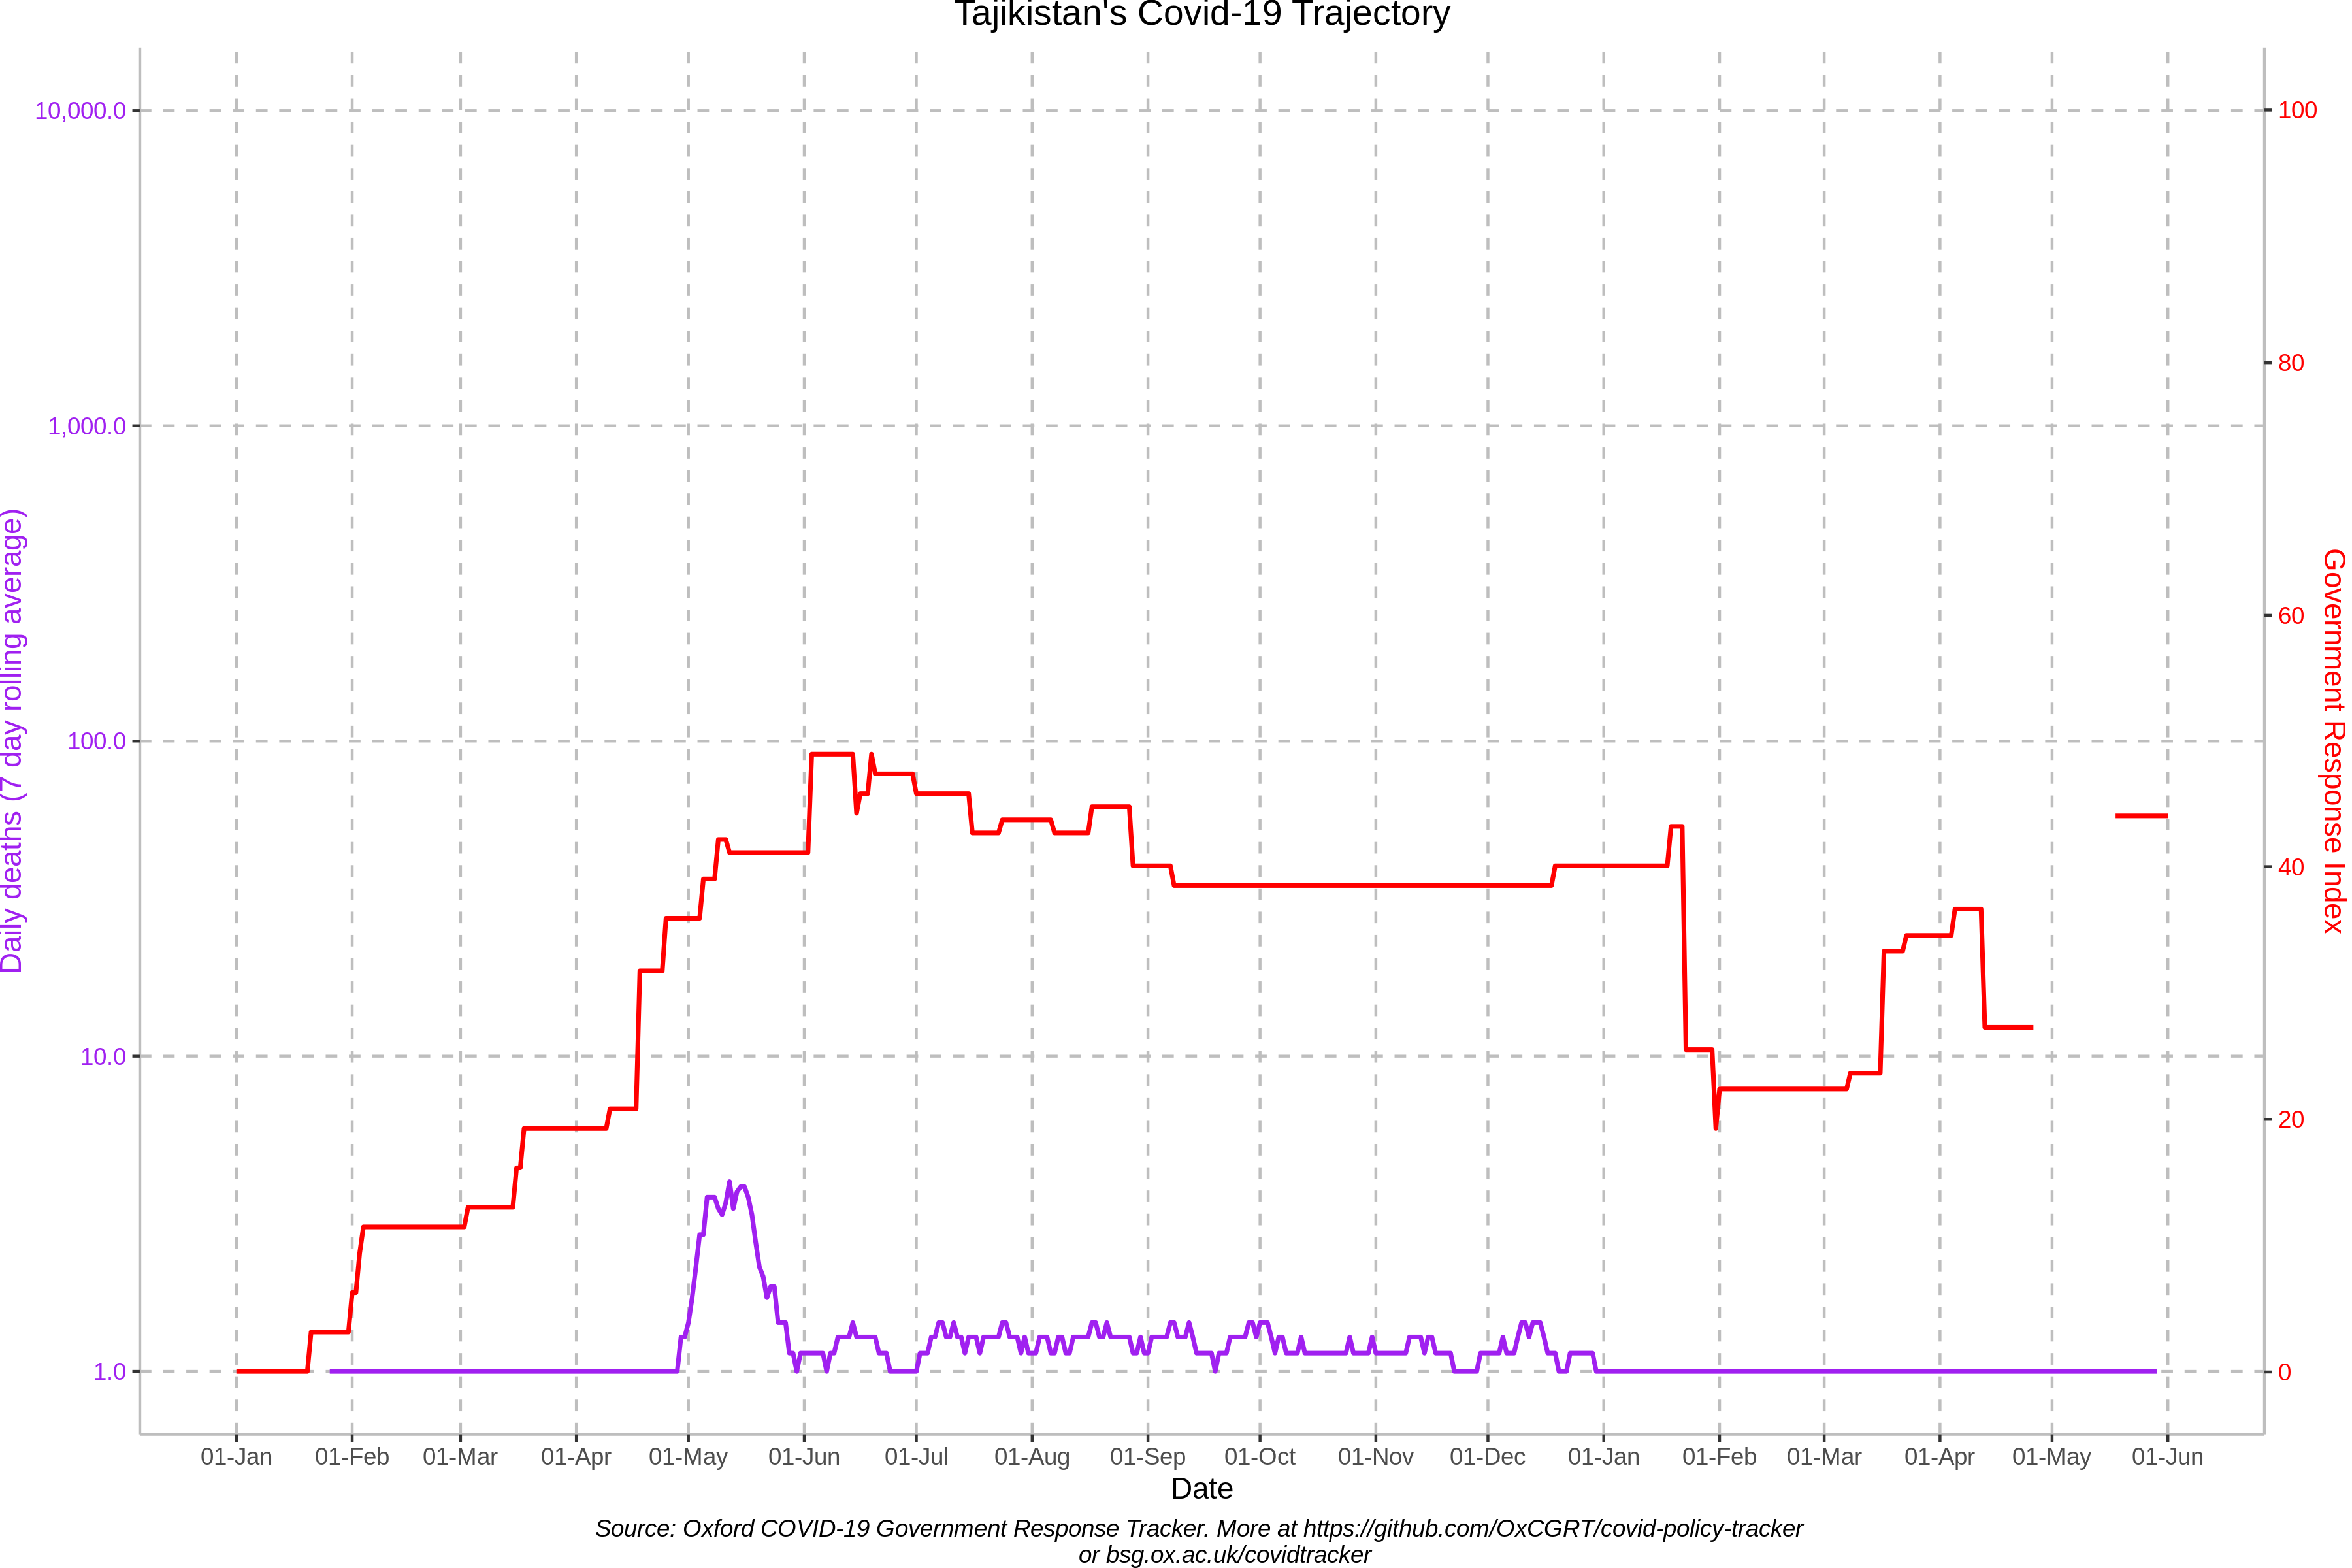 Tajikistan's Covid-19 Trajectory
10,000.0
1,000.0
100.0
10.0
1.0
Daily deaths (7 day rolling average)
100
80
60
40
20
0
Government Response Index
01-Jan 01-Feb 01-Mar 01-Apr 01-May 01-Jun 01-Jul 01-Aug 01-Sep 01-Oct 01-Nov 01-Dec 01-Jan 01-Feb 01-Mar 01-Apr 01-May 01-Jun
Date
Source: Oxford COVID-19 Government Response Tracker. More at https://github.com/OxCGRT/covid-policy-tracker
or bsg.ox.ac.uk/covidtracker